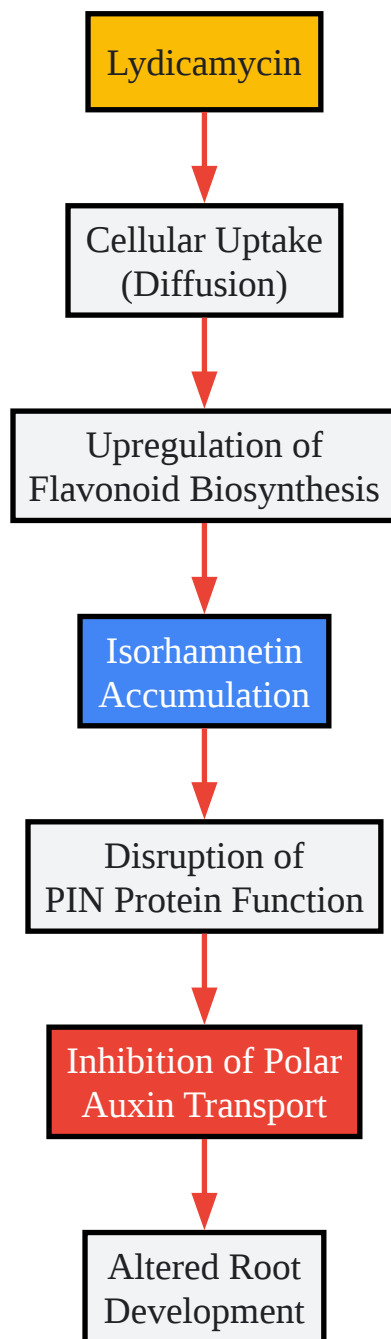 Lydicamycin
Cellular Uptake
(Diffusion)
Upregulation of
Flavonoid Biosynthesis
Isorhamnetin
Accumulation
Disruption of
PIN Protein Function
Inhibition of Polar
Auxin Transport
Altered Root
Development